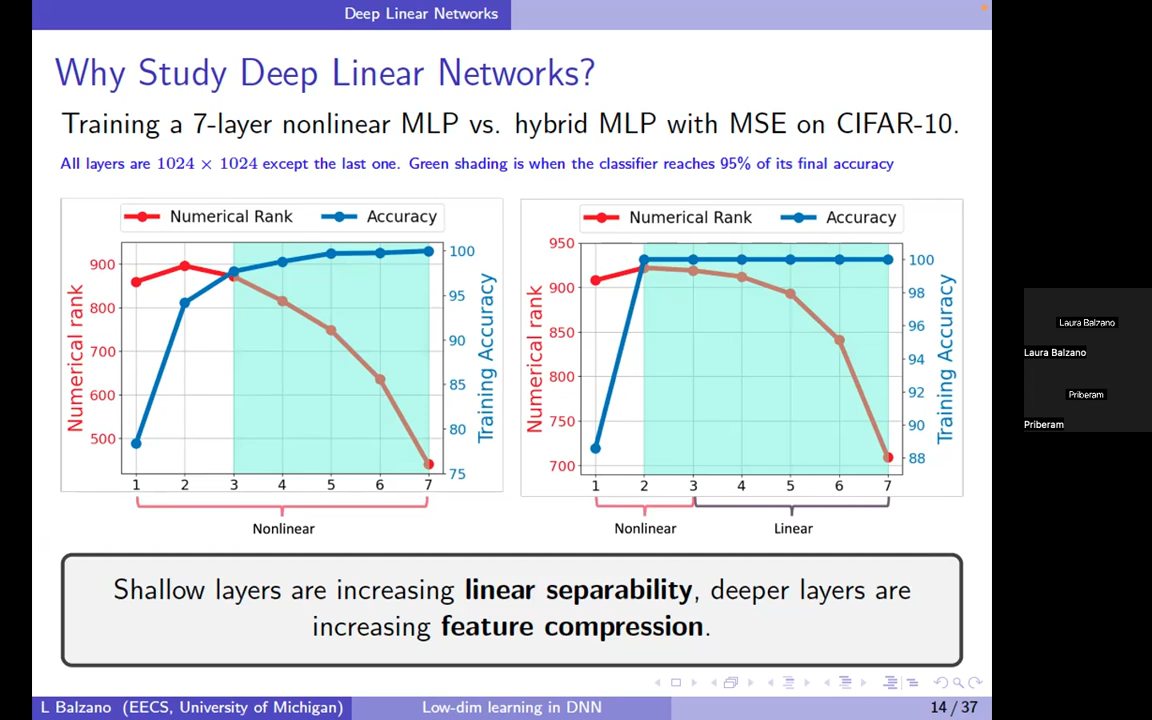 Deep Linear Networks
Why Study Deep Linear Networks?
Training a 7-layer nonlinear MLP vs. hybrid MLP with MSE on CIFAR-10.
All layers are 1024 × 1024 except the last one. Green shading is when the classifier reaches 95% of its final accuracy
Numerical Rank Accuracy
Numerical rank
900
800
700
600
500
100
95
90
85
80
75
Training Accuracy
1 2 3 4 5 6 7
Nonlinear
Numerical Rank Accuracy
Numerical rank
950
900
850
800
750
700
100
98
96
94
92
90
88
Training Accuracy
1 2 3 4 5 6 7
Nonlinear Linear
Shallow layers are increasing linear separability, deeper layers are
increasing feature compression.
L Balzano (EECS, University of Michigan) Low-dim learning in DNN 14 / 37
Laura Balzano
Laura Balzano
Priberam
Priberam